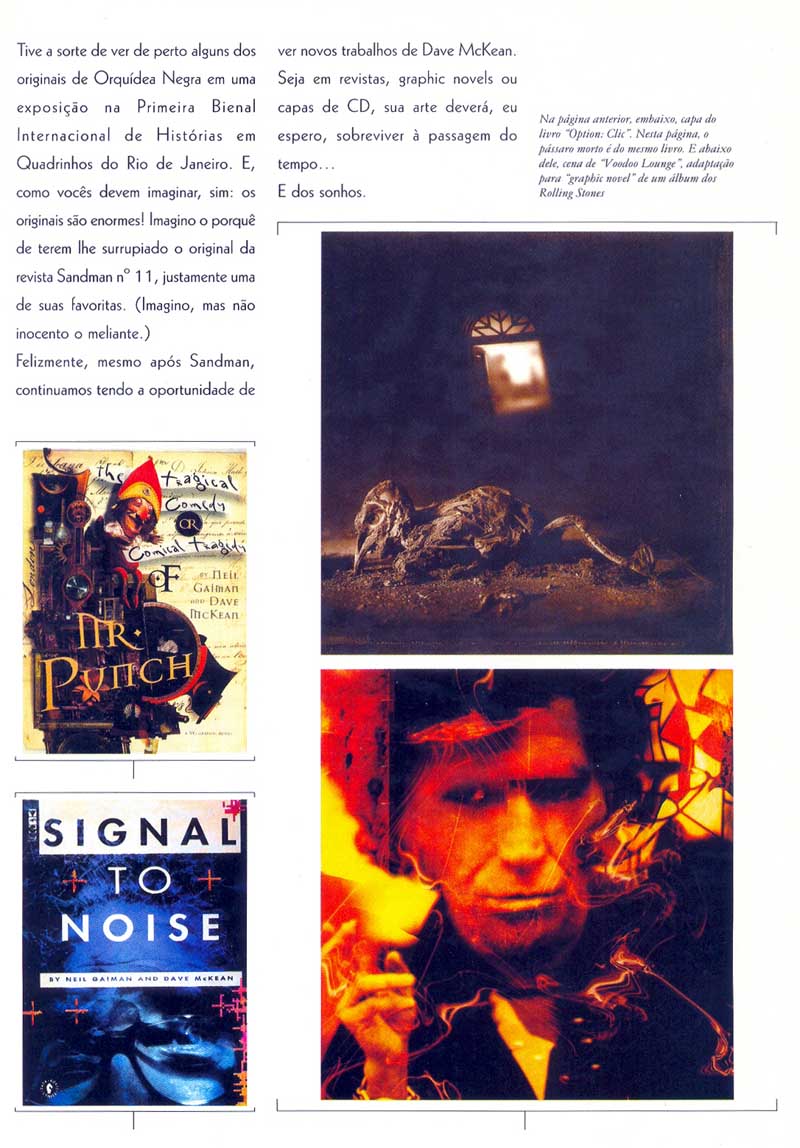 Tive a sorte de ver de perto alguns dos
originais de Orquídea Negra em uma
exposição na Primeira Bienal
Internacional de Histórias em
Quadrinhos do Rio de Janeiro. E,
como vocês devem imaginar, sim: os
originais são enormes! Imagino o porquê
de terem lhe surrupiado o original da
revista Sandman nº 11, justamente uma
de suas favoritas. (Imagino, mas não
inocento o meliante.)
Felizmente, mesmo após Sandman,
continuamos tendo a oportunidade de
ver novos trabalhos de Dave McKean.
Seja em revistas, graphic novels ou
capas de CD, sua arte deverá, eu
espero, sobreviver à passagem do
tempo...
E dos sonhos.
Na página anterior, embaixo, capa do
livro "Option: Clic". Nesta página, o
pássaro morto é do mesmo livro. E abaixo
dele, cena de "Voodoo Lounge", adaptação
para "graphic novel" de um álbum dos
Rolling Stones
the tragical
Comedy
OR
Comical tragidy
OF
BY NEIL
GAIMAN
AND DAVE
McKEAN
MR.
PUNCH
London
SIGNAL
TO
NOISE
BY NEIL GAIMAN AND DAVE McKEAN